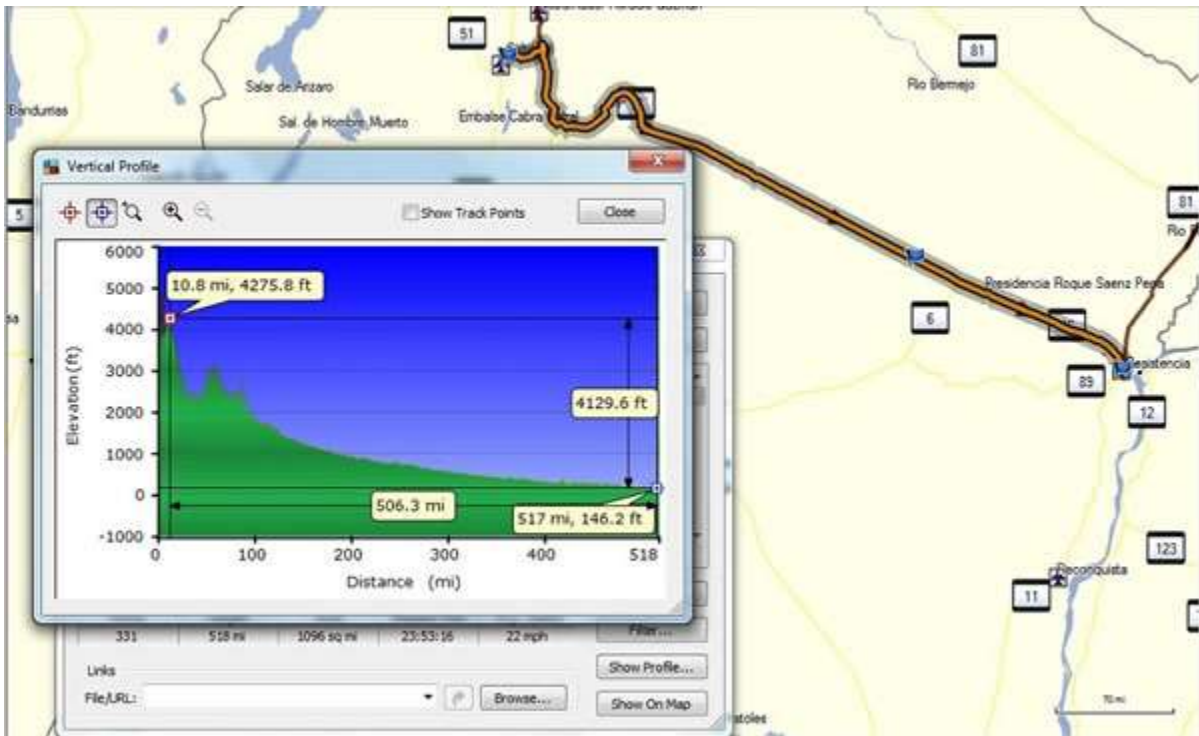 51
81
Salar de Arizaro
Rio Bermejo
Sal. de Hombre Muerto
Embalse Cabra
Vertical Profile
5
81
Show Track Points
Close
6000
5000
4000
3000
2000
1000
0
-1000
Elevation (ft)
10.8 mi, 4275.8 ft
4129.6 ft
506.3 mi
517 mi, 146.2 ft
0
100
200
300
400
518
Distance (mi)
Presidencia Roque Saenz Pena
6
89
Resistencia
12
123
Reconquista
11
331
518 mi
1096 sq mi
23:53:16
22 mph
Filter...
Links
Show Profile...
File/URL:
Browse...
Show On Map
70 mi